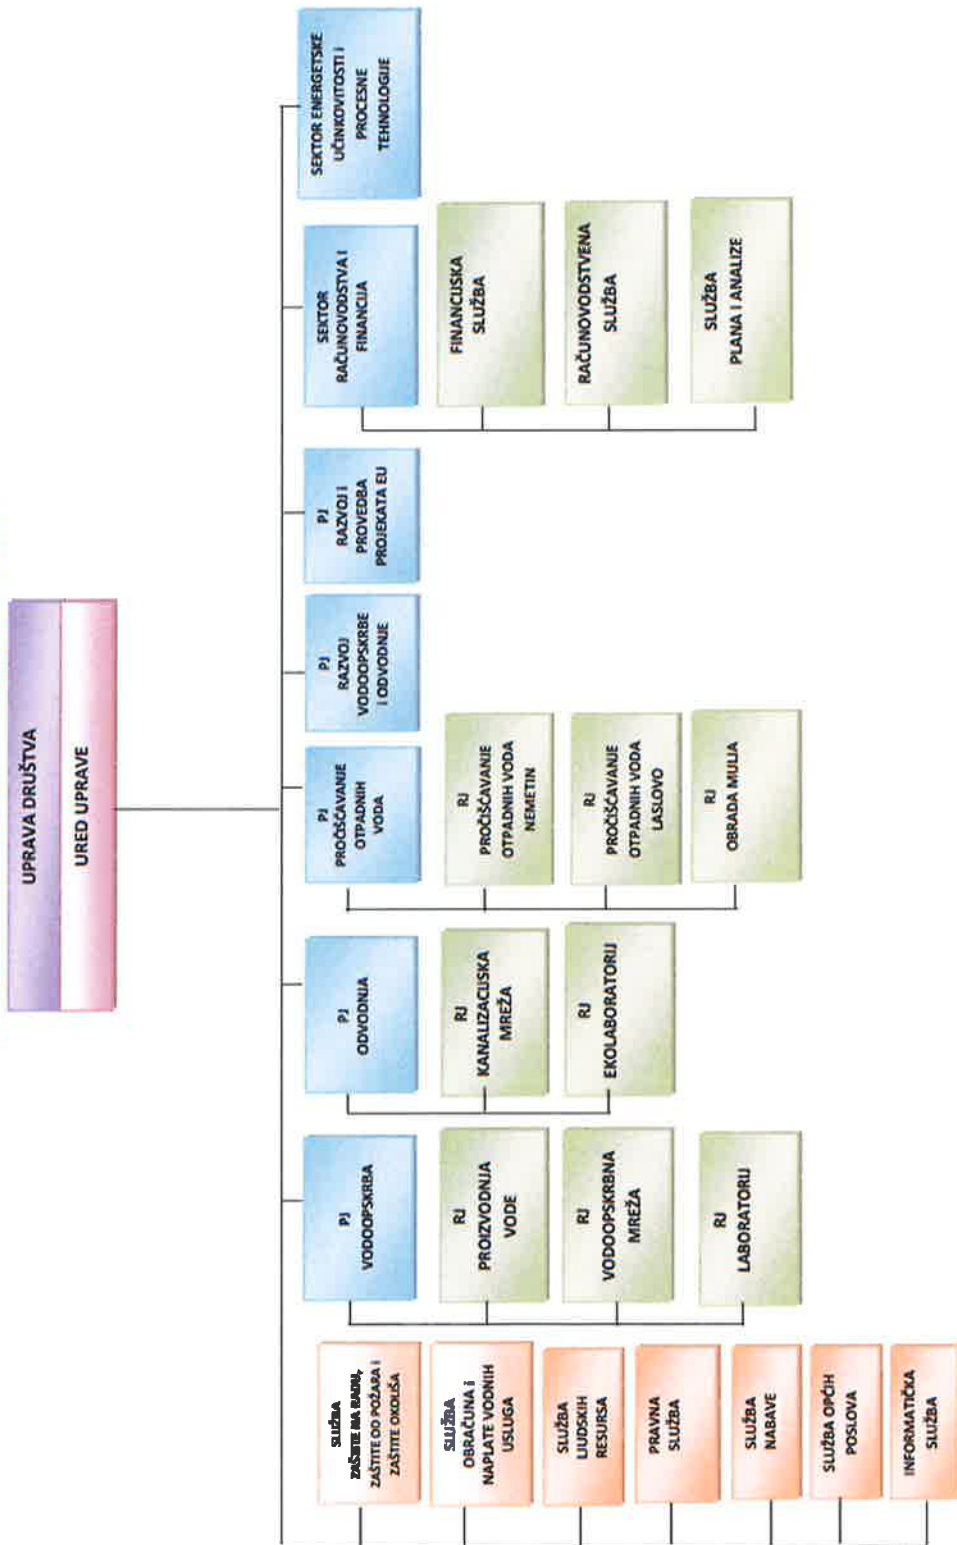 UPRAVA DRUŠTVA
URED UPRAVE
SLUŽBA
ZAŠTITE NA RADU,
ZAŠTITE OD POŽARA i
ZAŠTITE OKOLIŠA
SLUŽBA
OBRAČUNA i
NAPLATE VODNIH
USLUGA
SLUŽBA
LJUDSKIH
RESURSA
PRAVNA
SLUŽBA
SLUŽBA
NABAVE
SLUŽBA OPĆIH
POSLOVA
INFORMATIČKA
SLUŽBA
PJ
VODOOPSKRBA
RJ
PROIZVODNJA
VODE
RJ
VODOOPSKRBNA
MREŽA
RJ
LABORATORIJ
PJ
ODVODNJA
RJ
KANALIZACIJSKA
MREŽA
RJ
EKOLABORATORIJ
PJ
PROČIŠĆAVANJE
OTPADNIH
VODA
RJ
PROČIŠĆAVANJE
OTPADNIH VODA
NEMETIN
RJ
PROČIŠĆAVANJE
OTPADNIH VODA
LASLOVO
RJ
OBRADA MULJA
PJ
RAZVOJ
VODOOPSKRBE
i ODVODNJE
PJ
RAZVOJ i
PROVEDBA
PROJEKATA EU
SEKTOR
RAČUNOVODSTVA I
FINANCIJA
FINANCIJSKA
SLUŽBA
RAČUNOVODSTVENA
SLUŽBA
SLUŽBA
PLANA I ANALIZE
SEKTOR ENERGETSKE
UČINKOVITOSTI i
PROCESNE
TEHNOLOGIJE